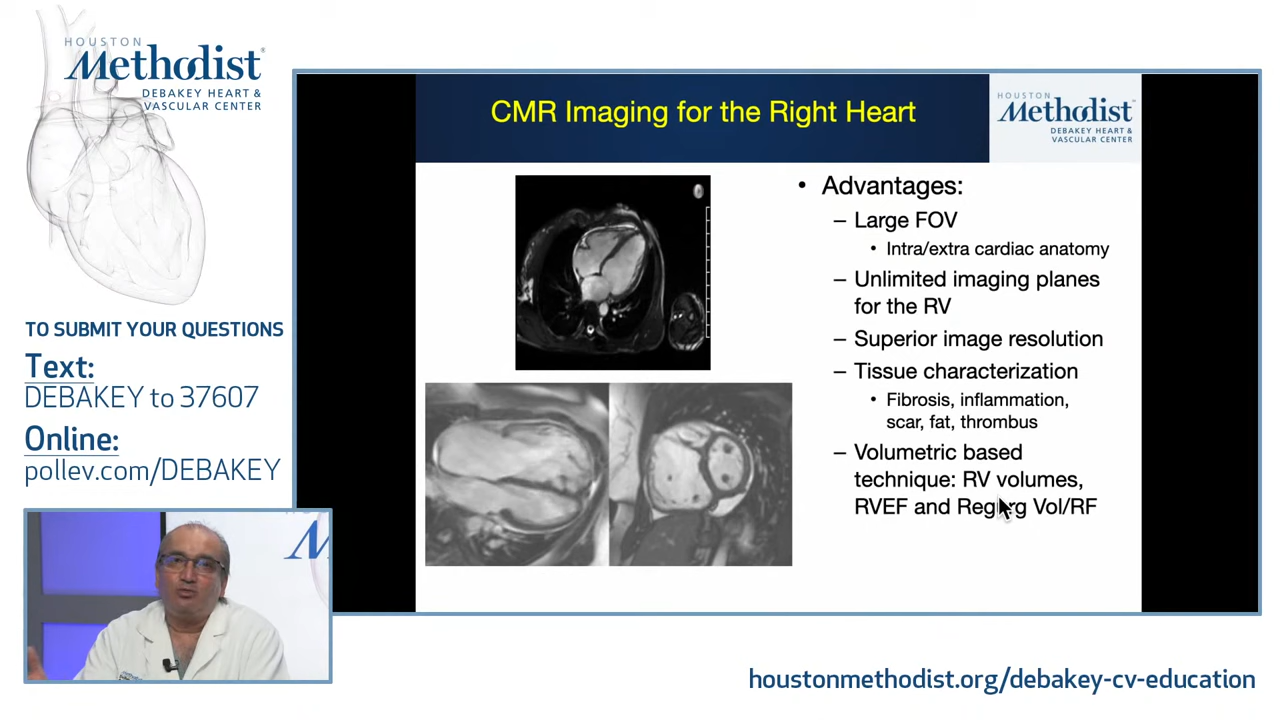 HOUSTON
Methodist
DEBAKEY HEART &
VASCULAR CENTER
TO SUBMIT YOUR QUESTIONS
Text:
DEBAKEY to 37607
Online:
pollev.com/DEBAKEY
CMR Imaging for the Right Heart
HOUSTON
Methodist
DEBAKEY HEART &
VASCULAR CENTER
• Advantages:
– Large FOV
• Intra/extra cardiac anatomy
– Unlimited imaging planes
for the RV
– Superior image resolution
– Tissue characterization
• Fibrosis, inflammation,
scar, fat, thrombus
– Volumetric based
technique: RV volumes,
RVEF and Regurg Vol/RF
houstonmethodist.org/debakey-cv-education